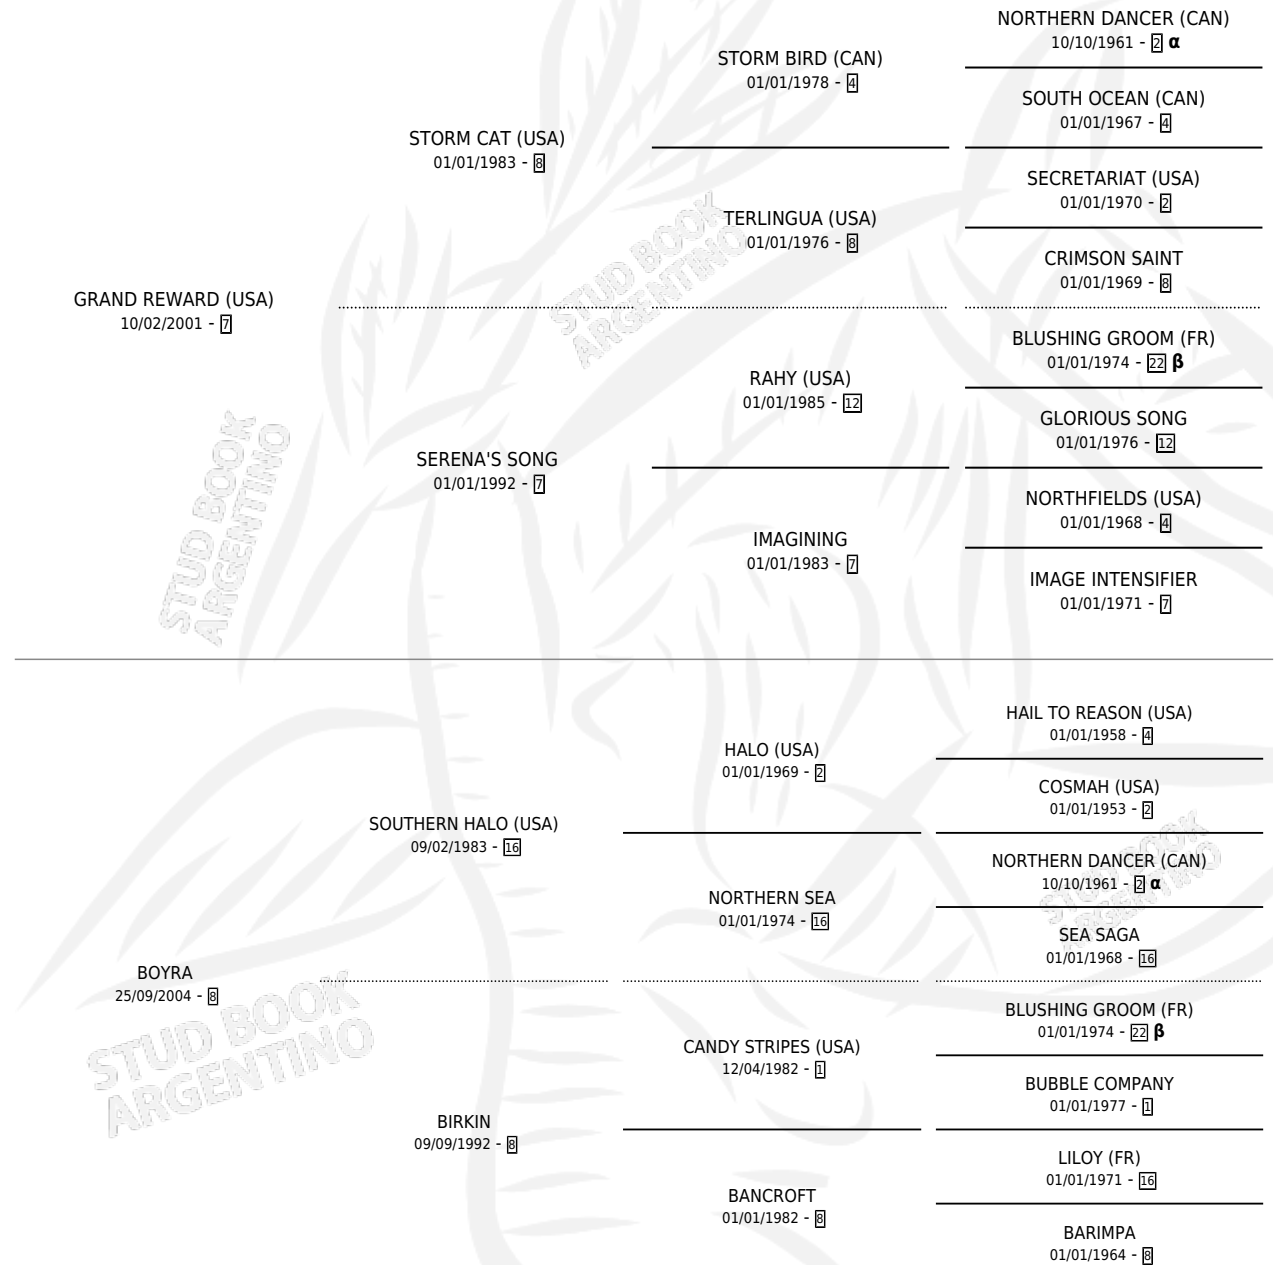 NORTHERN DANCER (CAN)
10/10/1961 - 2 α
STORM BIRD (CAN)
01/01/1978 - 4
SOUTH OCEAN (CAN)
01/01/1967 - 4
STORM CAT (USA)
01/01/1983 - 8
SECRETARIAT (USA)
01/01/1970 - 2
TERLINGUA (USA)
01/01/1976 - 8
CRIMSON SAINT
01/01/1969 - 8
GRAND REWARD (USA)
10/02/2001 - 7
BLUSHING GROOM (FR)
01/01/1974 - 22 β
RAHY (USA)
01/01/1985 - 12
GLORIOUS SONG
01/01/1976 - 12
SERENA'S SONG
01/01/1992 - 7
NORTHFIELDS (USA)
01/01/1968 - 4
IMAGINING
01/01/1983 - 7
IMAGE INTENSIFIER
01/01/1971 - 7
HAIL TO REASON (USA)
01/01/1958 - 4
HALO (USA)
01/01/1969 - 2
COSMAH (USA)
01/01/1953 - 2
SOUTHERN HALO (USA)
09/02/1983 - 16
NORTHERN DANCER (CAN)
10/10/1961 - 2 α
NORTHERN SEA
01/01/1974 - 16
SEA SAGA
01/01/1968 - 16
BOYRA
25/09/2004 - 8
BLUSHING GROOM (FR)
01/01/1974 - 22 β
CANDY STRIPES (USA)
12/04/1982 - 1
BUBBLE COMPANY
01/01/1977 - 1
BIRKIN
09/09/1992 - 8
LILOY (FR)
01/01/1971 - 16
BANCROFT
01/01/1982 - 8
BARIMPA
01/01/1964 - 8
STUD BOOK
ARGENTINO
STUD BOOK
ARGENTINO
STUD BOOK
ARGENTINO
STUD BOOK
ARGENTINO